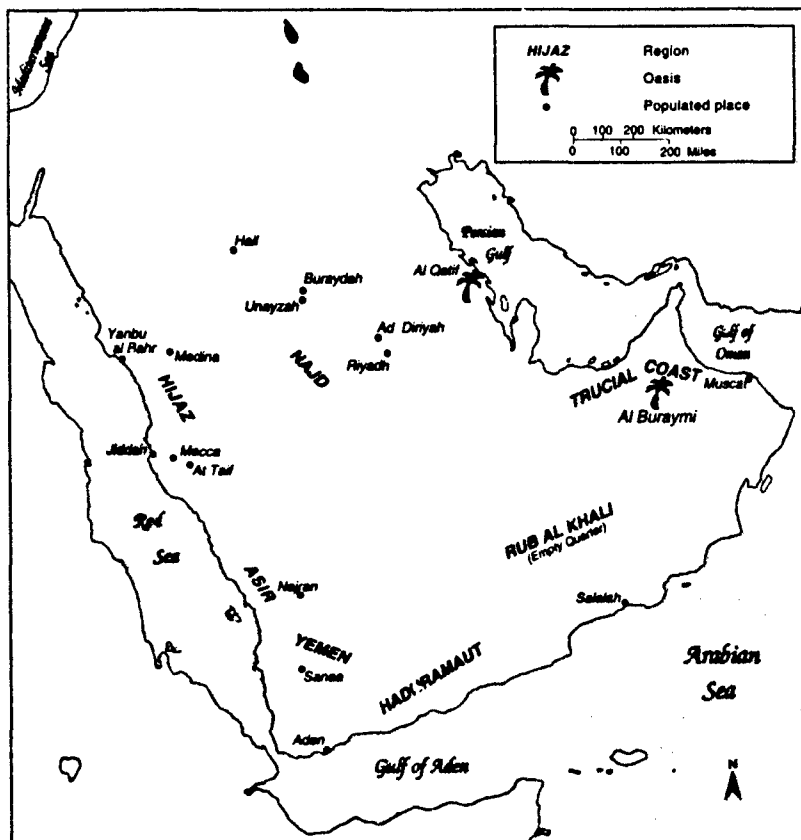 Mediterranean
Sea
HIJAZ Region
Oasis
Populated place
0 100 200 Kilometers
0 100 200 Miles
Hail
Buraydah
Unayzah
Persian
Gulf
Al Qatif
Ad Diriyah
Riyadh
Yanbu
al Bahr
Medina
HIJAZ
NAJD
Gulf of
Oman
TRUCIAL COAST
Muscat
Al Buraymi
Jiddah
Mecca
At Taif
Red
Sea
RUB AL KHALI
(Empty Quarter)
ASIR
Najran
Salalah
YEMEN
Sanaa
HADHRAMAUT
Arabian
Sea
Aden
Gulf of Aden
N